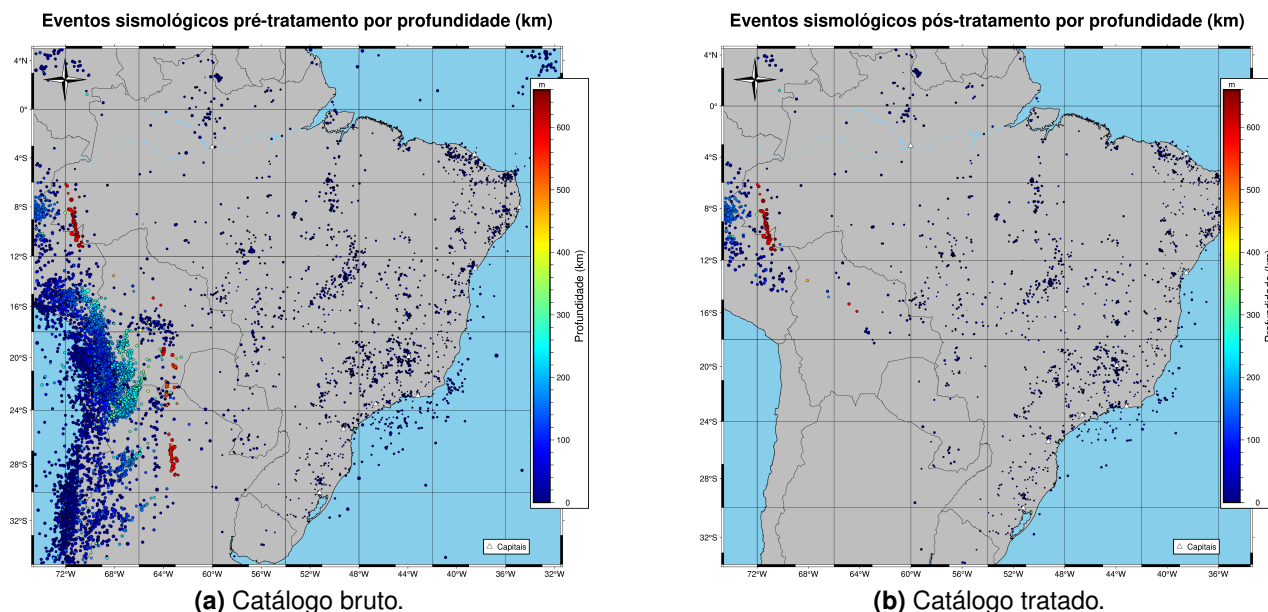 Eventos sismológicos pré-tratamento por profundidade (km)
4°N
0°
4°S
8°S
12°S
16°S
20°S
24°S
28°S
32°S
72°W
68°W
64°W
60°W
56°W
52°W
48°W
44°W
40°W
36°W
32°W
m
600
500
400
300
200
100
0
Profundidade (km)
Capitais
(a) Catálogo bruto.
Eventos sismológicos pós-tratamento por profundidade (km)
4°N
0°
4°S
8°S
12°S
16°S
20°S
24°S
28°S
32°S
72°W
68°W
64°W
60°W
56°W
52°W
48°W
44°W
40°W
36°W
m
600
500
400
300
200
100
0
Profundidade (km)
Capitais
(b) Catálogo tratado.